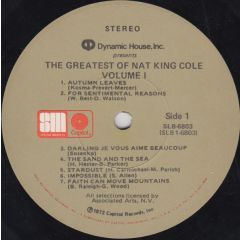 STEREO
Dynamic House, Inc.
presents
THE GREATEST OF NAT KING COLE
VOLUME I
1. AUTUMN LEAVES
(Kosma-Prevert-Mercer)
2. FOR SENTIMENTAL REASONS
(W. Best-D. Watson)
Side 1
SLB-6803
(SLB 1-6803)
SM
Capitol
3. DARLING JE VOUS AIME BEAUCOUP
(Sosenko)
4. THE SAND AND THE SEA
(H. Hester-B. Parker)
5. STARDUST (H. Carmichael-M. Parish)
6. IMPOSSIBLE (S. Allen)
7. FAITH CAN MOVE MOUNTAINS
(B. Raleigh-G. Wood)
All selections licensed by
Associated Arts, N.V.
1972 Capitol Records, Inc.